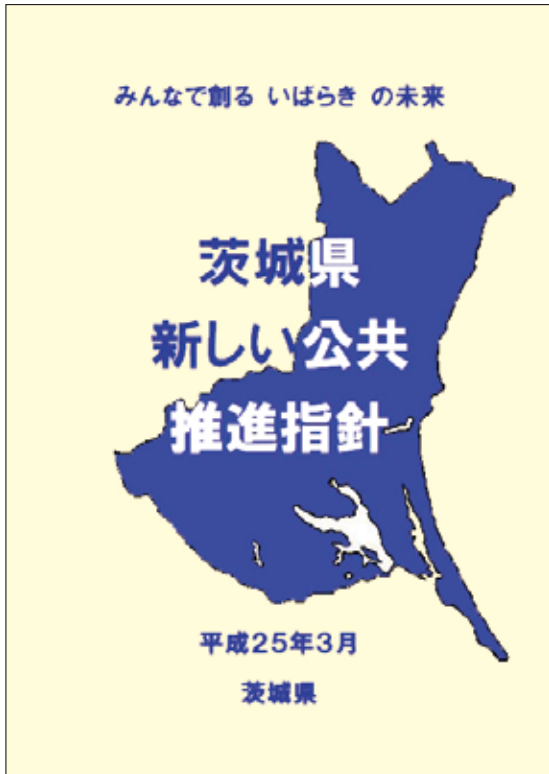 みんなで創る いばらき の未来
茨城県
新しい公共
推進指針
平成25年3月
茨城県